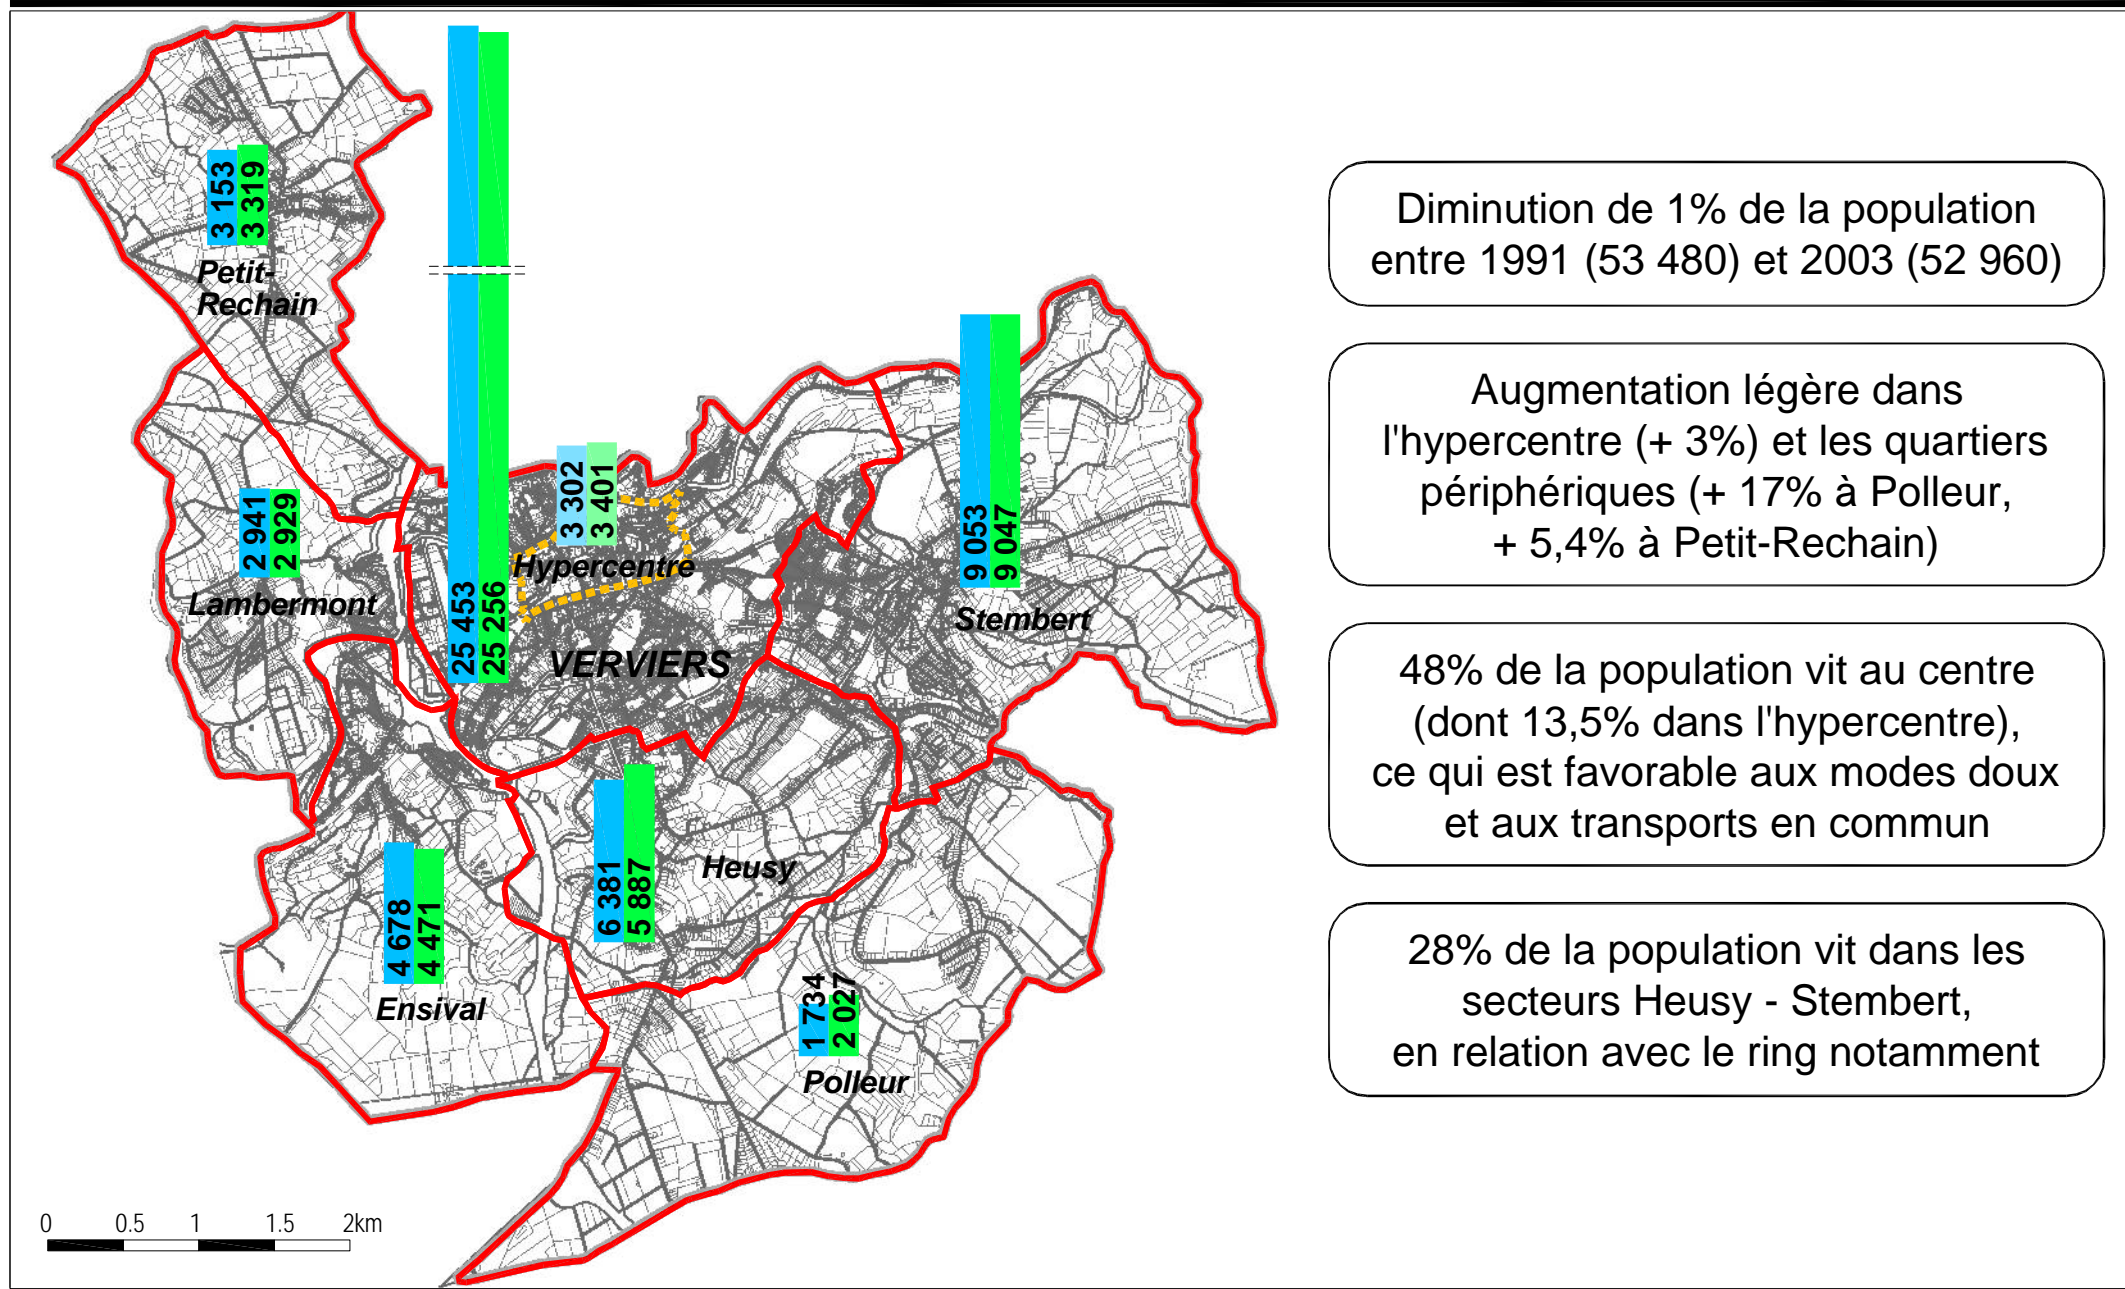 3 153
3 319
Petit-
Rechain
2 941
2 929
Lambermont
25 453
25 256
3 302
3 401
Hypercentre
VERVIERS
9 053
9 047
Stembert
4 678
4 471
Ensival
6 381
5 887
Heusy
1 734
2 027
Polleur
0 0.5 1 1.5 2km
Diminution de 1% de la population
entre 1991 (53 480) et 2003 (52 960)
Augmentation légère dans
l'hypercentre (+ 3%) et les quartiers
périphériques (+ 17% à Polleur,
+ 5,4% à Petit-Rechain)
48% de la population vit au centre
(dont 13,5% dans l'hypercentre),
ce qui est favorable aux modes doux
et aux transports en commun
28% de la population vit dans les
secteurs Heusy - Stembert,
en relation avec le ring notamment